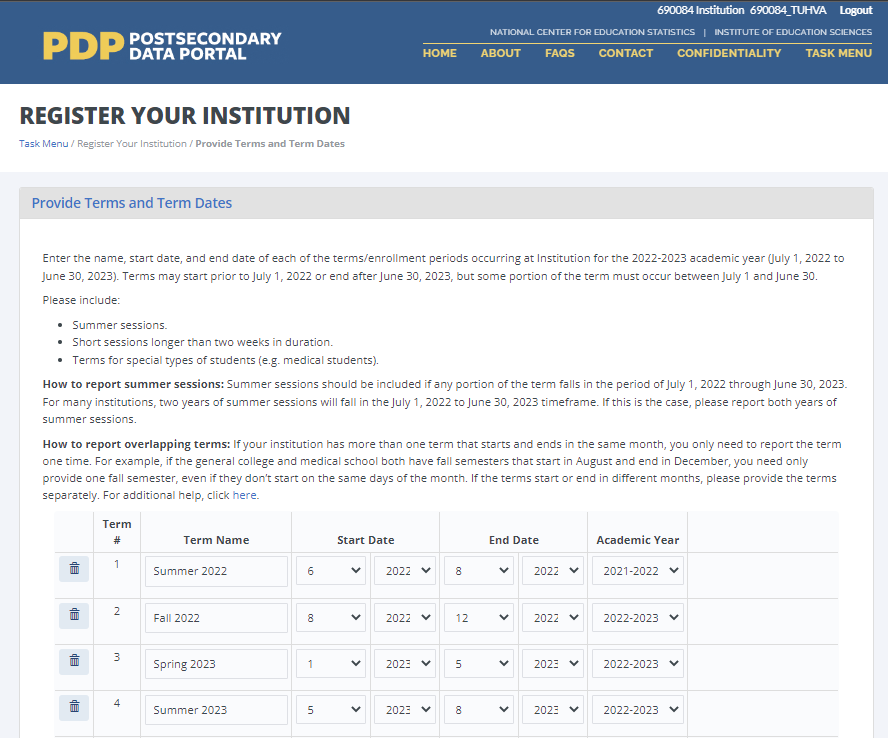 690084 Institution 690084_TUHVA Logout
PDP POSTSECONDARY DATA PORTAL
NATIONAL CENTER FOR EDUCATION STATISTICS | INSTITUTE OF EDUCATION SCIENCES
HOME ABOUT FAQS CONTACT CONFIDENTIALITY TASK MENU
REGISTER YOUR INSTITUTION
Task Menu / Register Your Institution / Provide Terms and Term Dates
Provide Terms and Term Dates
Enter the name, start date, and end date of each of the terms/enrollment periods occurring at Institution for the 2022-2023 academic year (July 1, 2022 to
June 30, 2023). Terms may start prior to July 1, 2022 or end after June 30, 2023, but some portion of the term must occur between July 1 and June 30.
Please include:
• Summer sessions.
• Short sessions longer than two weeks in duration.
• Terms for special types of students (e.g. medical students).
How to report summer sessions: Summer sessions should be included if any portion of the term falls in the period of July 1, 2022 through June 30, 2023.
For many institutions, two years of summer sessions will fall in the July 1, 2022 to June 30, 2023 timeframe. If this is the case, please report both years of
summer sessions.
How to report overlapping terms: If your institution has more than one term that starts and ends in the same month, you only need to report the term
one time. For example, if the general college and medical school both have fall semesters that start in August and end in December, you need only
provide one fall semester, even if they don't start on the same days of the month. If the terms start or end in different months, please provide the terms
separately. For additional help, click here.
Term # Term Name Start Date End Date Academic Year
1 Summer 2022 6 2022 8 2022 2021-2022
2 Fall 2022 8 2022 12 2022 2022-2023
3 Spring 2023 1 2023 5 2023 2022-2023
4 Summer 2023 5 2023 8 2023 2022-2023